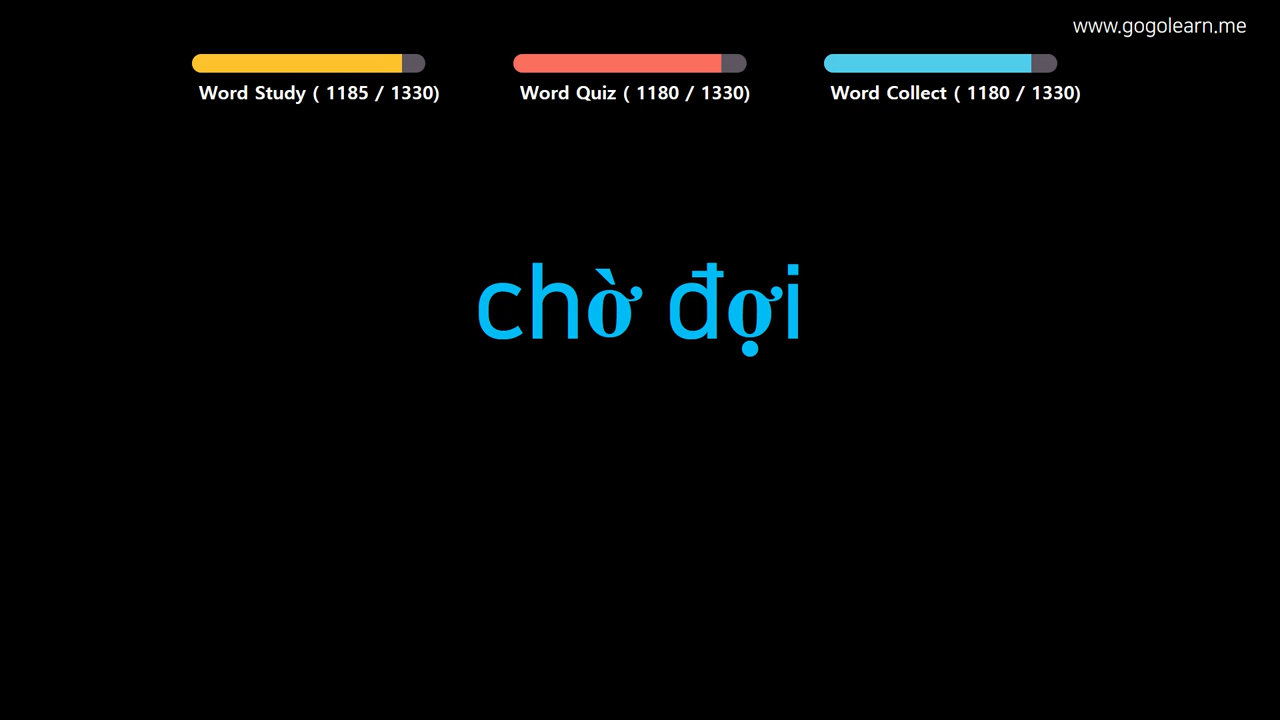 www.gogolearn.me
Word Study ( 1185 / 1330)
Word Quiz ( 1180 / 1330)
Word Collect ( 1180 / 1330)
chờ đợi